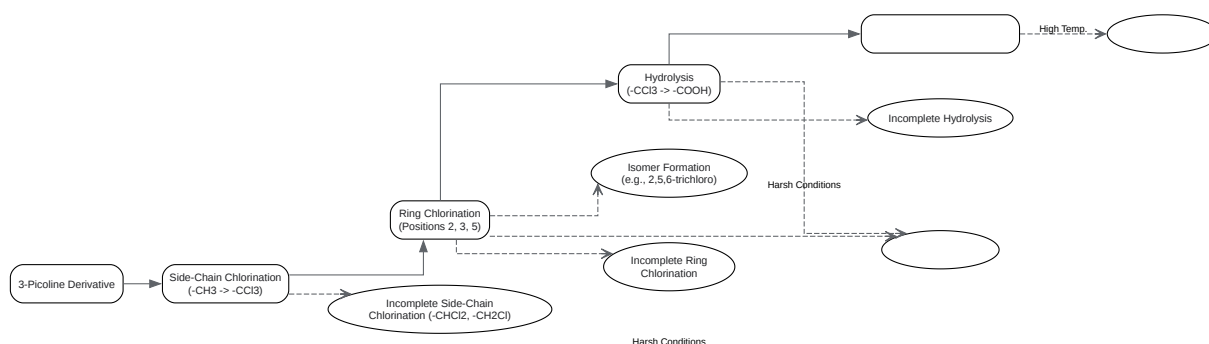 High Temp.
Hydrolysis
(-CCl3 -> -COOH)
Incomplete Hydrolysis
Isomer Formation
(e.g., 2,5,6-trichloro)
Harsh Conditions
Ring Chlorination
(Positions 2, 3, 5)
Incomplete Ring
Chlorination
3-Picoline Derivative
Side-Chain Chlorination
(-CH3 -> -CCl3)
Incomplete Side-Chain
Chlorination (-CHCl2, -CH2Cl)
Harsh Conditions